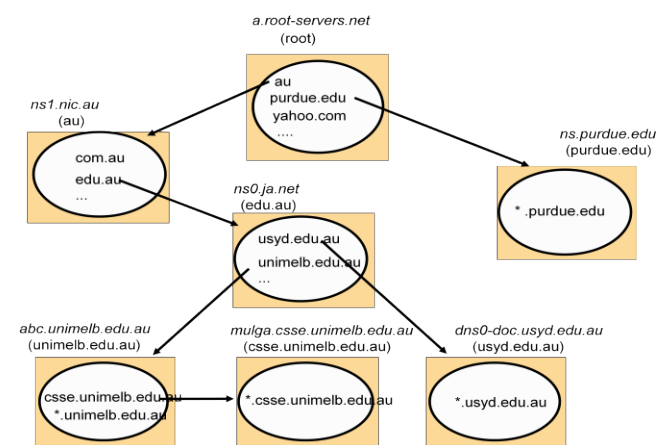 a.root-servers.net
(root)
au
purdue.edu
yahoo.com
....
ns1.nic.au
(au)
com.au
edu.au
...
ns.purdue.edu
(purdue.edu)
* .purdue.edu
ns0.ja.net
(edu.au)
usyd.edu.au
unimelb.edu.au
...
abc.unimelb.edu.au
(unimelb.edu.au)
csse.unimelb.edu.au
*.unimelb.edu.au
mulga.csse.unimelb.edu.au
(csse.unimelb.edu.au)
*.csse.unimelb.edu.au
dns0-doc.usyd.edu.au
(usyd.edu.au)
*.usyd.edu.au